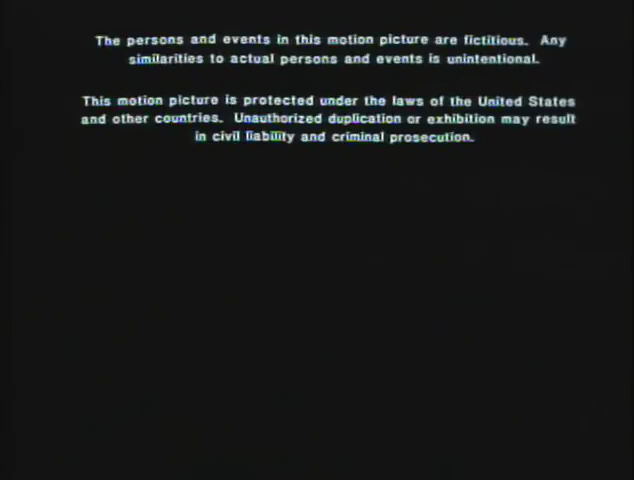 The persons and events in this motion picture are fictitious. Any
similarities to actual persons and events is unintentional.
This motion picture is protected under the laws of the United States
and other countries. Unauthorized duplication or exhibition may result
in civil liability and criminal prosecution.